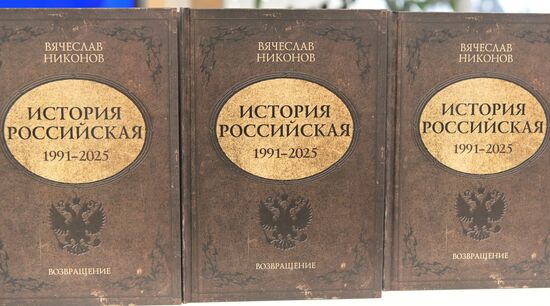 ВЯЧЕСЛАВ
НИКОНОВ
ИСТОРИЯ
РОССИЙСКАЯ
1991–2025
ВОЗВРАЩЕНИЕ
ВЯЧЕСЛАВ
НИКОНОВ
ИСТОРИЯ
РОССИЙСКАЯ
1991–2025
ВОЗВРАЩЕНИЕ
ВЯЧЕСЛАВ
НИКОНОВ
ИСТОРИЯ
РОССИЙСКАЯ
1991–2025
ВОЗВРАЩЕНИЕ